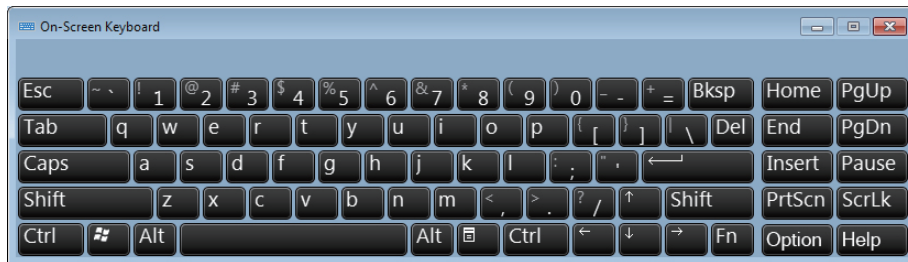 On-Screen Keyboard
Esc ~ ` ! 1 @ 2 # 3 $ 4 % 5 ^ 6 & 7 * 8 ( 9 ) 0 _ - + = Bksp Home PgUp
Tab q w e r t y u i o p { [ } ] | \ Del End PgDn
Caps a s d f g h j k l : ; " ' Insert Pause
Shift z x c v b n m < , > . ? / ↑ Shift PrtScn ScrLk
Ctrl Alt Alt Ctrl ← ↓ → Fn Option Help